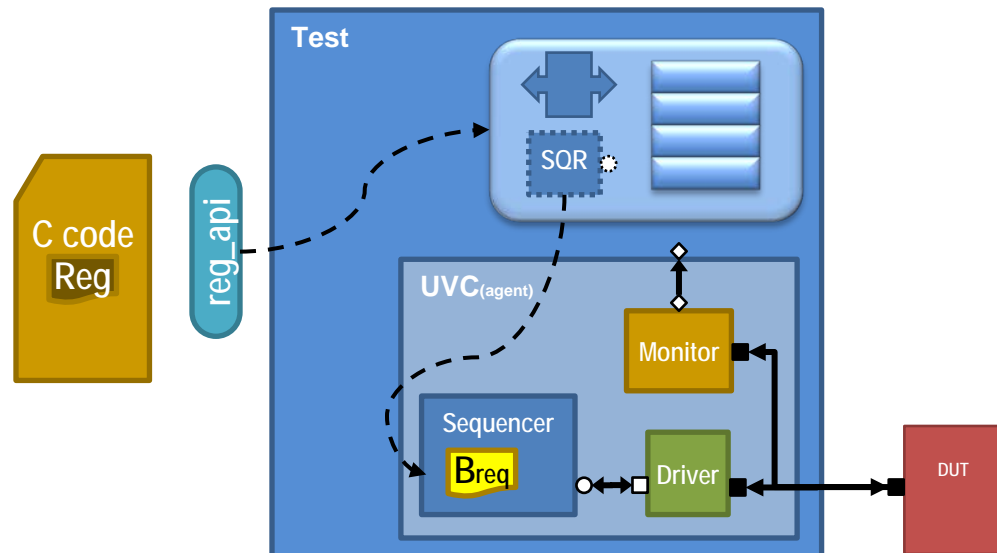 Test
SQR
C code
Reg
reg_api
UVC(agent)
Monitor
Sequencer
Breq
Driver
DUT